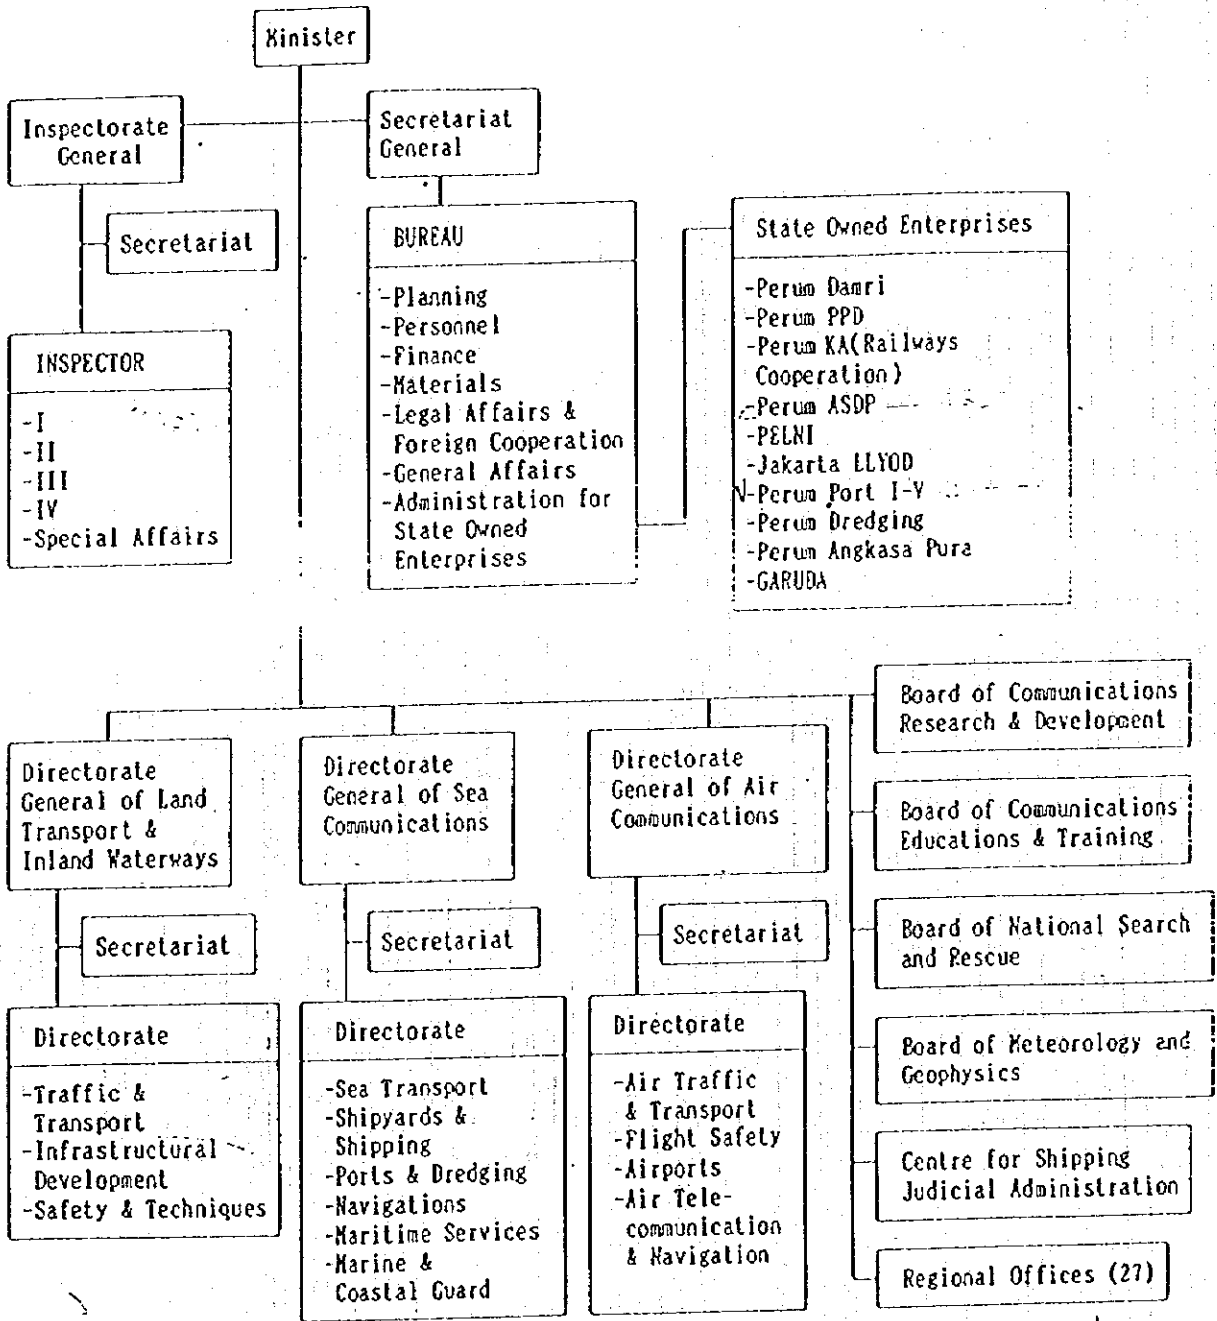 Minister
Inspectorate
General
Secretariat
General
Secretariat
INSPECTOR
-I
-II
-III
-IV
-Special Affairs
BUREAU
-Planning
-Personnel
-Finance
-Materials
-Legal Affairs &
Foreign Cooperation
-General Affairs
-Administration for
State Owned
Enterprises
State Owned Enterprises
-Perum Damri
-Perum PPD
-Perum KA(Railways
Cooperation)
-Perum ASDP
-PELNI
-Jakarta LLYOD
-Perum Port I-V
-Perum Dredging
-Perum Angkasa Pura
-GARUDA
Directorate
General of Land
Transport &
Inland Waterways
Secretariat
Directorate
-Traffic &
Transport
-Infrastructural
Development
-Safety & Techniques
Directorate
General of Sea
Communications
Secretariat
Directorate
-Sea Transport
-Shipyards &
Shipping
-Ports & Dredging
-Navigations
-Maritime Services
-Marine &
Coastal Guard
Directorate
General of Air
Communications
Secretariat
Directorate
-Air Traffic
& Transport
-Flight Safety
-Airports
-Air Tele-
communication
& Navigation
Board of Communications
Research & Development
Board of Communications
Educations & Training
Board of National Search
and Rescue
Board of Meteorology and
Geophysics
Centre for Shipping
Judicial Administration
Regional Offices (27)